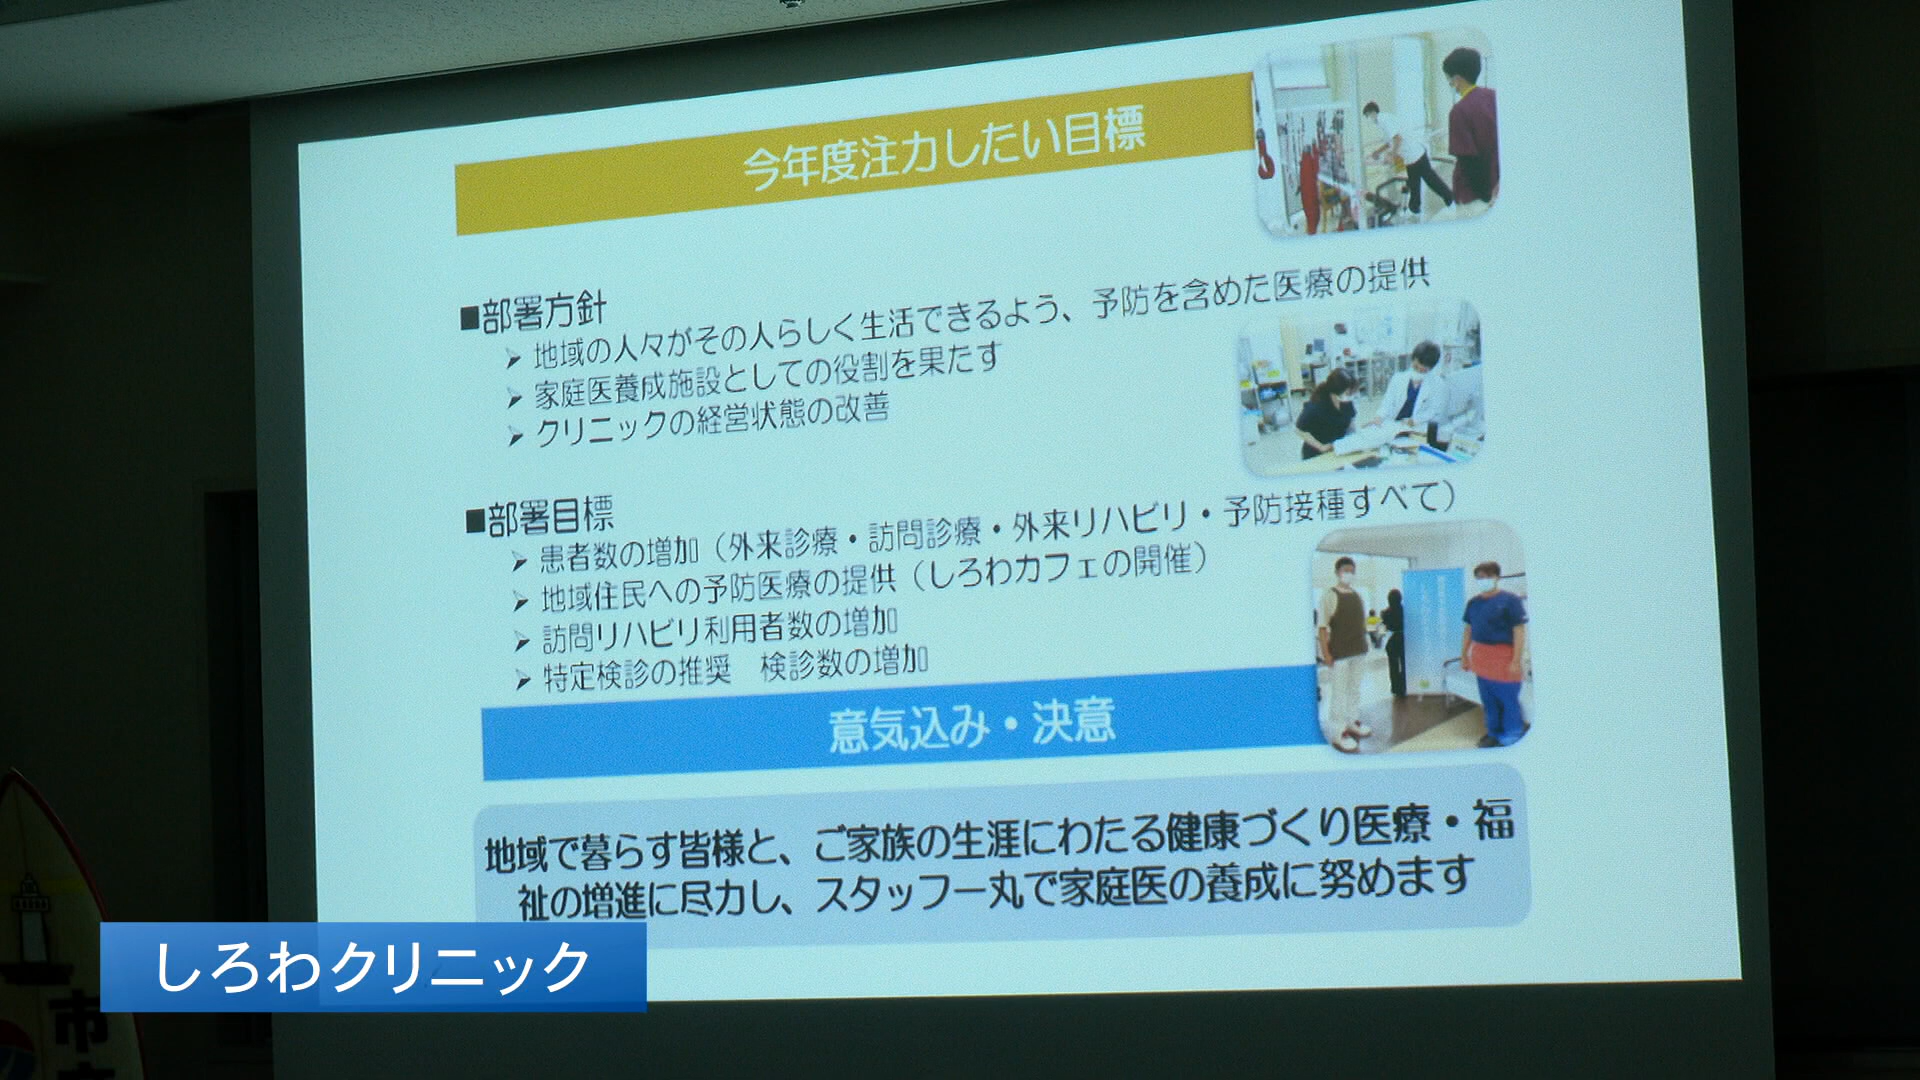 今年度注力したい目標
■部署方針
➢ 地域の人々がその人らしく生活できるよう、予防を含めた医療の提供
➢ 家庭医養成施設としての役割を果たす
➢ クリニックの経営状態の改善
■部署目標
➢ 患者数の増加（外来診療・訪問診療・外来リハビリ・予防接種すべて）
➢ 地域住民への予防医療の提供（しろわカフェの開催）
➢ 訪問リハビリ利用者数の増加
➢ 特定検診の推奨　検診数の増加
意気込み・決意
地域で暮らす皆様と、ご家族の生涯にわたる健康づくり医療・福
祉の増進に尽力し、スタッフ一丸で家庭医の養成に努めます
しろわクリニック
市